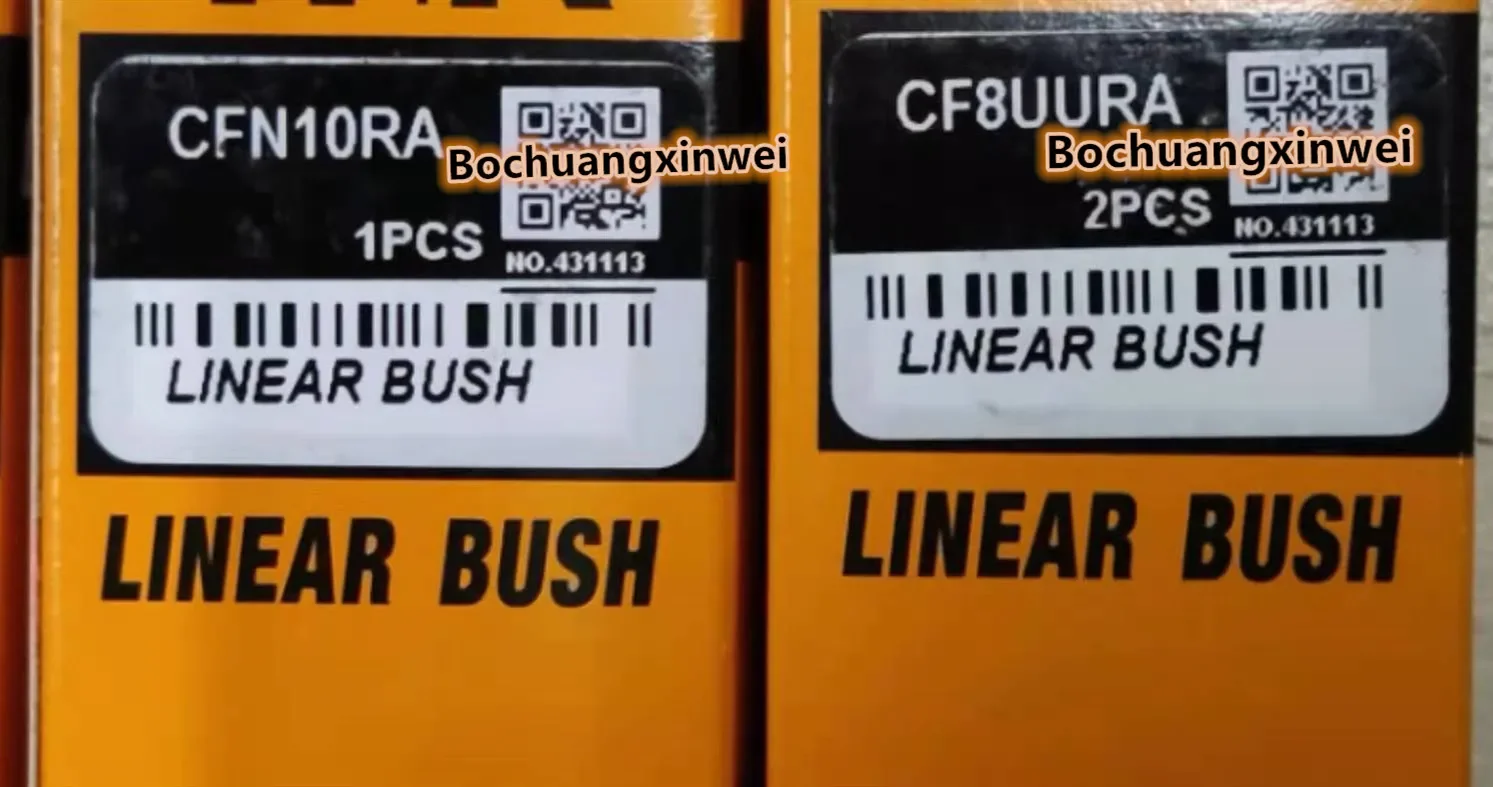 CFN10RA
Bochuangxinwei
1PCS
NO.431113
LINEAR BUSH
LINEAR BUSH
CF8UURA
Bochuangxinwei
2PCS
NO.431113
LINEAR BUSH
LINEAR BUSH